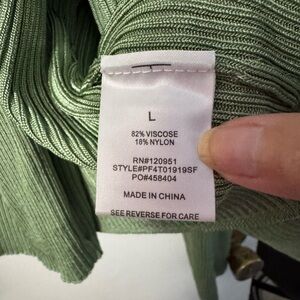 L
82% VISCOSE
18% NYLON
RN#120951
STYLE#PF4T01919SF
PO#458404
MADE IN CHINA
SEE REVERSE FOR CARE